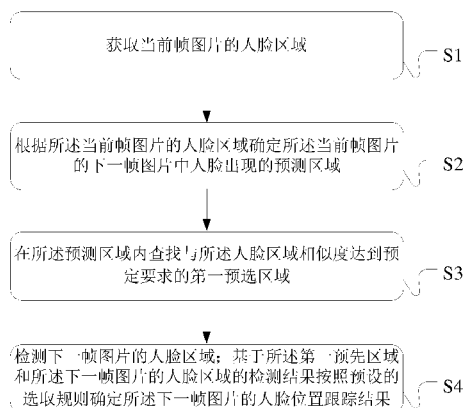 获取当前帧图片的人脸区域
S1
根据所述当前帧图片的人脸区域确定所述当前帧图片
的下一帧图片中人脸出现的预测区域
S2
在所述预测区域内查找与所述人脸区域相似度达到预
定要求的第一预选区域
S3
检测下一帧图片的人脸区域；基于所述第一预先区域
和所述下一帧图片的人脸区域的检测结果按照预设的
选取规则确定所述下一帧图片的人脸位置跟踪结果
S4